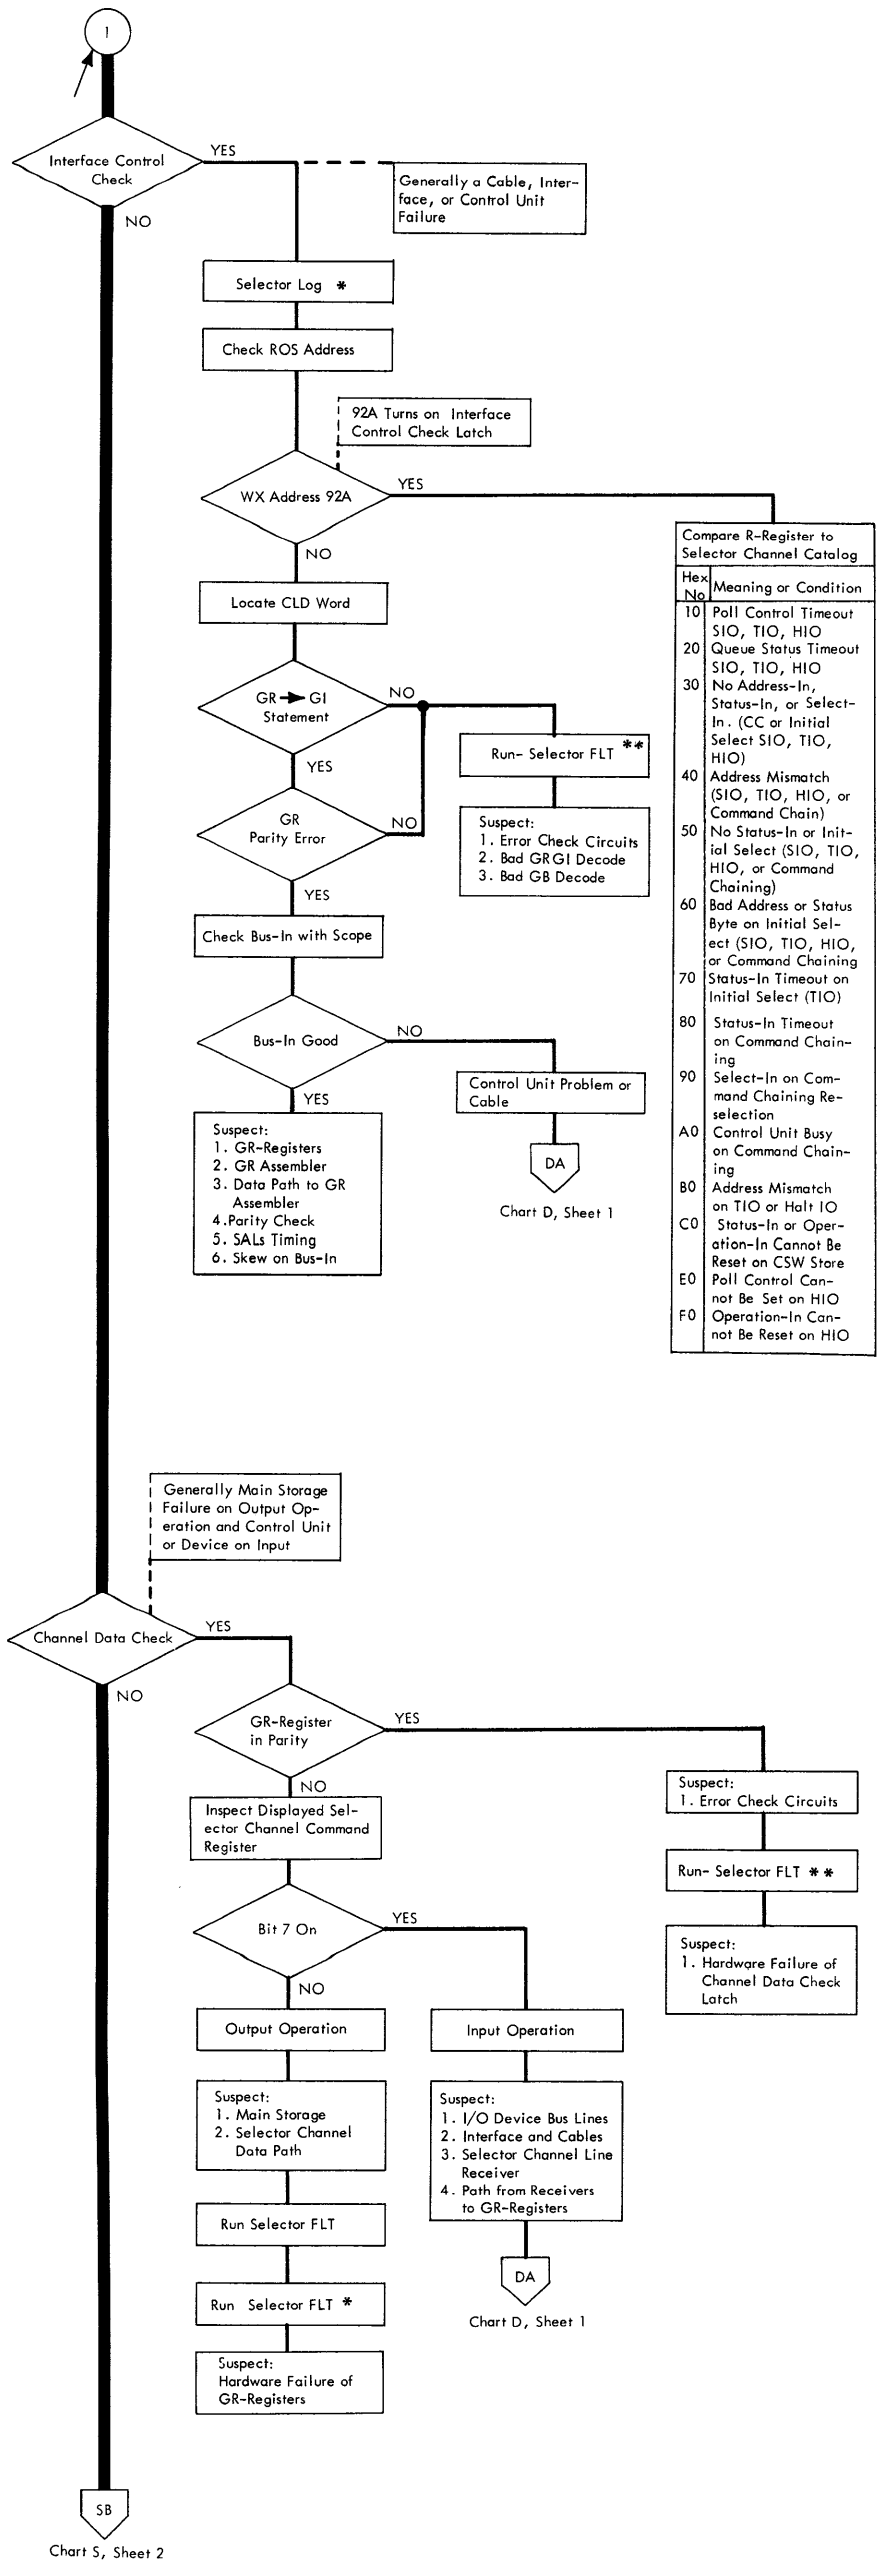 1
Interface Control
Check
YES
NO
Generally a Cable, Inter-
face, or Control Unit
Failure
Selector Log *
Check ROS Address
92A Turns on Interface
Control Check Latch
WX Address 92A
YES
NO
Compare R-Register to
Selector Channel Catalog
Hex
No
Meaning or Condition
10 Poll Control Timeout
SIO, TIO, HIO
20 Queue Status Timeout
SIO, TIO, HIO
30 No Address-In,
Status-In, or Select-
In. (CC or Initial
Select SIO, TIO,
HIO)
40 Address Mismatch
(SIO, TIO, HIO, or
Command Chain)
50 No Status-In or Init-
ial Select (SIO, TIO,
HIO, or Command
Chaining)
60 Bad Address or Status
Byte on Initial Sel-
ect (SIO, TIO, HIO,
or Command Chaining
70 Status-In Timeout on
Initial Select (TIO)
80 Status-In Timeout
on Command Chain-
ing
90 Select-In on Com-
mand Chaining Re-
selection
A0 Control Unit Busy
on Command Chain-
ing
B0 Address Mismatch
on TIO or Halt IO
C0 Status-In or Oper-
ation-In Cannot Be
Reset on CSW Store
E0 Poll Control Can-
not Be Set on HIO
F0 Operation-In Can-
not Be Reset on HIO
Locate CLD Word
GR → GI
Statement
NO
YES
Run- Selector FLT **
GR
Parity Error
NO
YES
Suspect:
1. Error Check Circuits
2. Bad GRGI Decode
3. Bad GB Decode
Check Bus-In with Scope
Bus-In Good
NO
YES
Control Unit Problem or
Cable
DA
Chart D, Sheet 1
Suspect:
1. GR-Registers
2. GR Assembler
3. Data Path to GR
Assembler
4.Parity Check
5. SALs Timing
6. Skew on Bus-In
Generally Main Storage
Failure on Output Op-
eration and Control Unit
or Device on Input
Channel Data Check
YES
NO
GR-Register
in Parity
YES
NO
Suspect:
1. Error Check Circuits
Run- Selector FLT **
Suspect:
1. Hardware Failure of
Channel Data Check
Latch
Inspect Displayed Sel-
ector Channel Command
Register
Bit 7 On
YES
NO
Output Operation
Input Operation
Suspect:
1. Main Storage
2. Selector Channel
Data Path
Suspect:
1. I/O Device Bus Lines
2. Interface and Cables
3. Selector Channel Line
Receiver
4. Path from Receivers
to GR-Registers
Run Selector FLT
DA
Chart D, Sheet 1
Run Selector FLT *
Suspect:
Hardware Failure of
GR-Registers
SB
Chart S, Sheet 2